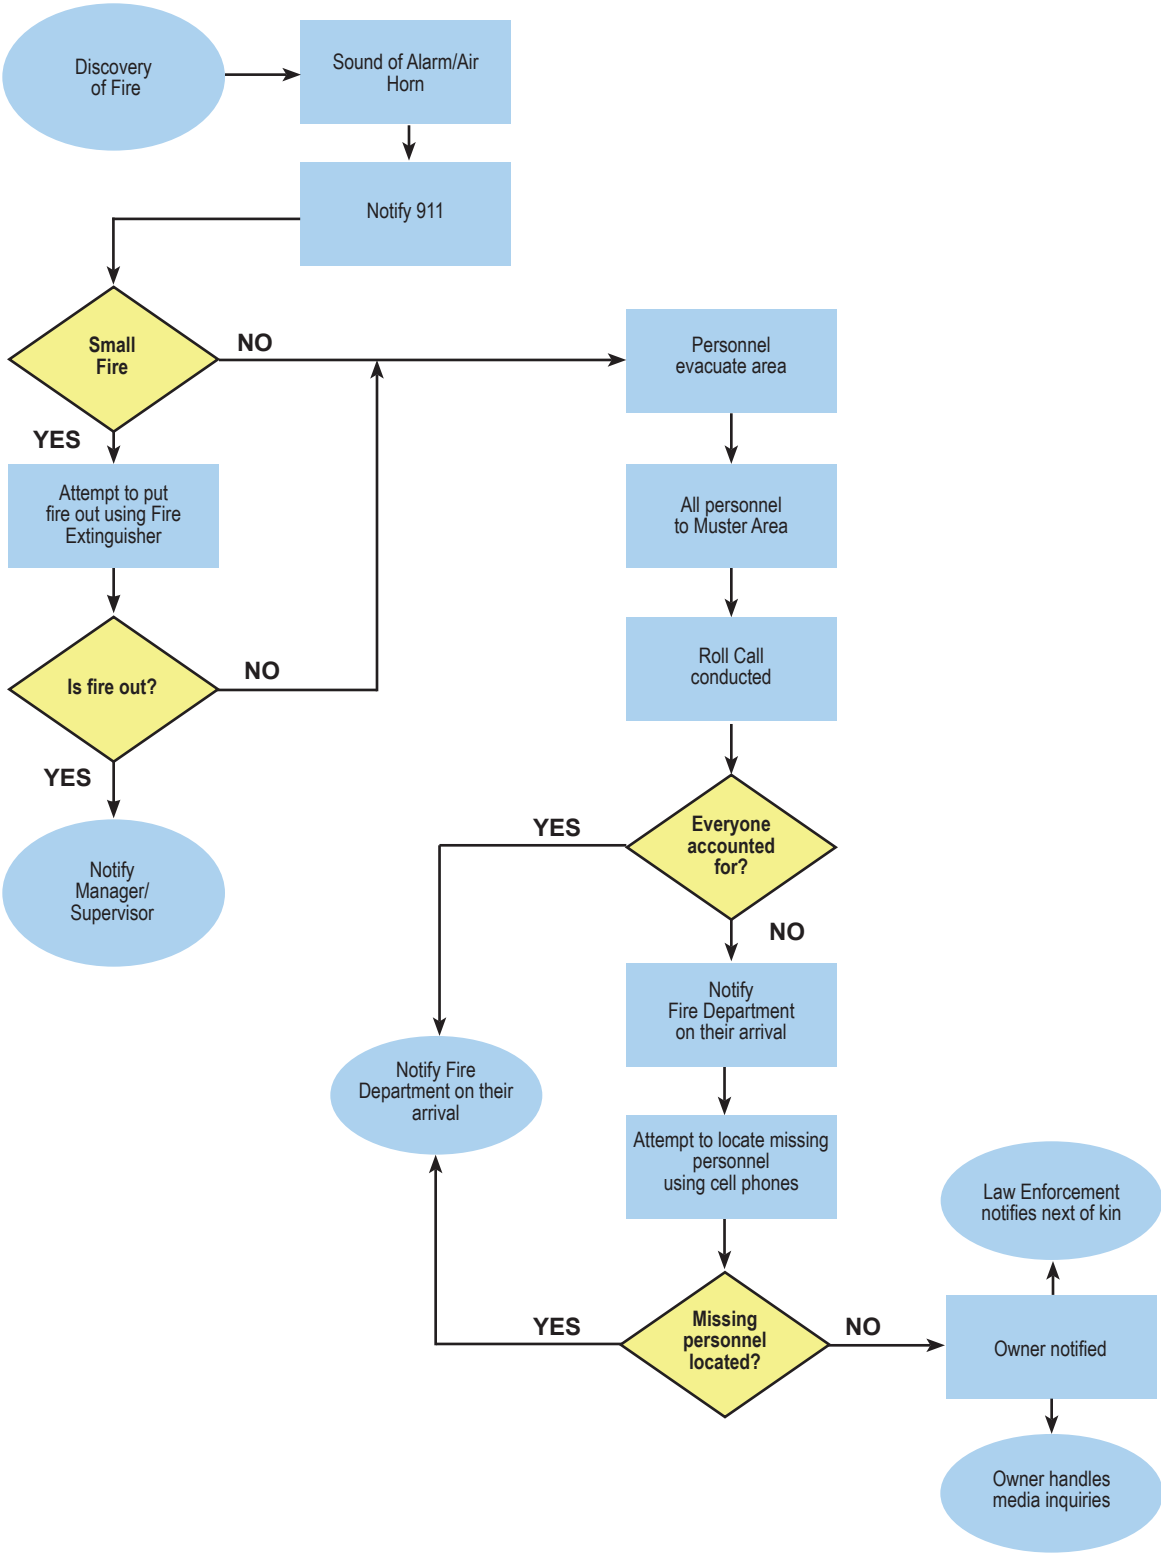 Discovery
of Fire
Sound of Alarm/Air
Horn
Notify 911
Small
Fire
NO
YES
Attempt to put
fire out using Fire
Extinguisher
Is fire out?
NO
YES
Notify
Manager/
Supervisor
Personnel
evacuate area
All personnel
to Muster Area
Roll Call
conducted
Everyone
accounted
for?
YES
NO
Notify
Fire Department
on their arrival
Notify Fire
Department on their
arrival
Attempt to locate missing
personnel
using cell phones
Missing
personnel
located?
YES
NO
Law Enforcement
notifies next of kin
Owner notified
Owner handles
media inquiries